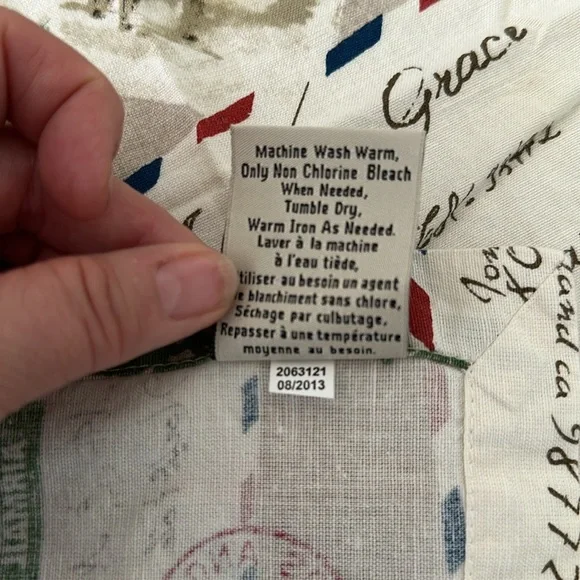 Grace
Machine Wash Warm,
Only Non Chlorine Bleach
When Needed,
Tumble Dry,
Warm Iron As Needed.
Laver à la machine
à l'eau tiède,
tiliser au besoin un agent
e blanchiment sans chlore,
Séchage par culbutage,
Repasser à une température
moyenne au besoin.
2063121
08/2013